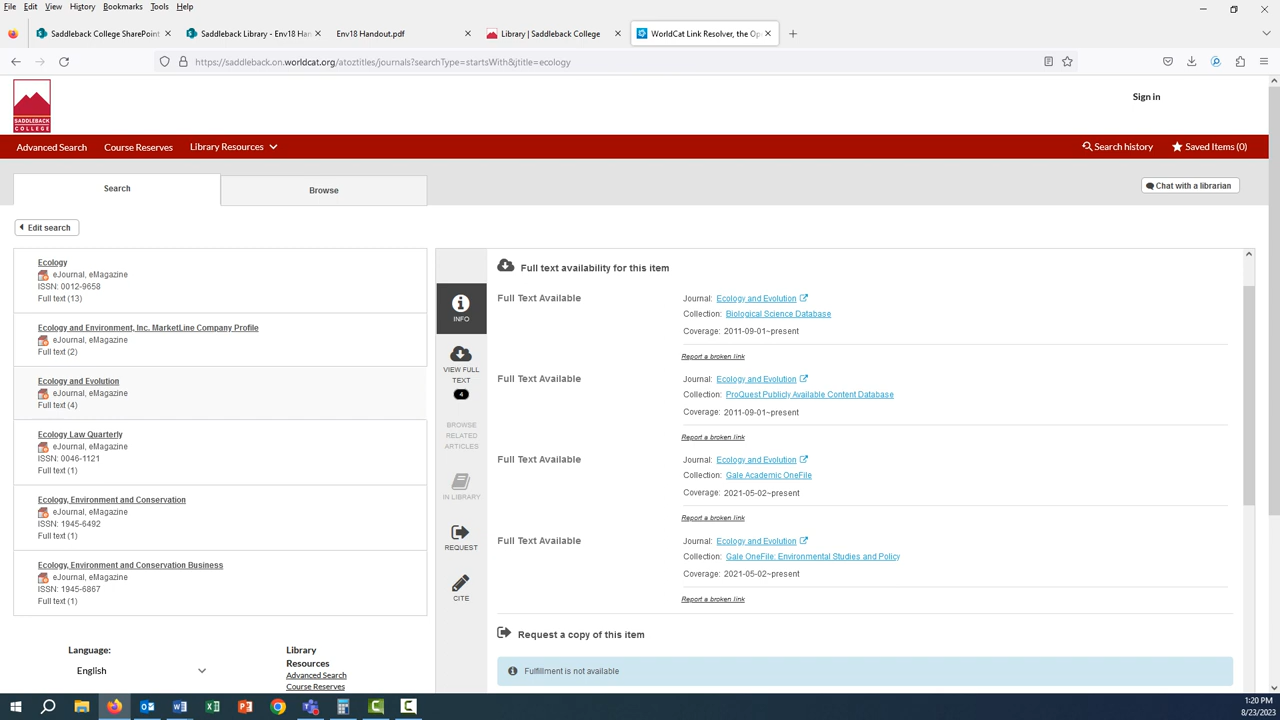 File Edit View History Bookmarks Tools Help
Saddleback College SharePoint
Saddleback Library - Env18 Han
Env18 Handout.pdf
Library | Saddleback College
WorldCat Link Resolver, the Op
https://saddleback.on.worldcat.org/atoztitles/journals?searchType=startsWith&jtitle=ecology
SADDLEBACK
COLLEGE
Sign in
Advanced Search Course Reserves Library Resources
Search history Saved Items (0)
Search
Browse
Chat with a librarian
Edit search
Ecology
eJournal, eMagazine
ISSN: 0012-9658
Full text (13)
Ecology and Environment, Inc. MarketLine Company Profile
eJournal, eMagazine
Full text (2)
Ecology and Evolution
eJournal, eMagazine
Full text (4)
Ecology Law Quarterly
eJournal, eMagazine
ISSN: 0046-1121
Full text (1)
Ecology, Environment and Conservation
eJournal, eMagazine
ISSN: 1945-6492
Full text (1)
Ecology, Environment and Conservation Business
eJournal, eMagazine
ISSN: 1945-6867
Full text (1)
INFO
VIEW FULL
TEXT
4
BROWSE
RELATED
ARTICLES
IN LIBRARY
REQUEST
CITE
Full text availability for this item
Full Text Available
Journal: Ecology and Evolution
Collection: Biological Science Database
Coverage: 2011-09-01~present
Report a broken link
Full Text Available
Journal: Ecology and Evolution
Collection: ProQuest Publicly Available Content Database
Coverage: 2011-09-01~present
Report a broken link
Full Text Available
Journal: Ecology and Evolution
Collection: Gale Academic OneFile
Coverage: 2021-05-02~present
Report a broken link
Full Text Available
Journal: Ecology and Evolution
Collection: Gale OneFile: Environmental Studies and Policy
Coverage: 2021-05-02~present
Report a broken link
Request a copy of this item
Fulfillment is not available
Language:
English
Library
Resources
Advanced Search
Course Reserves
1:20 PM
8/23/2023